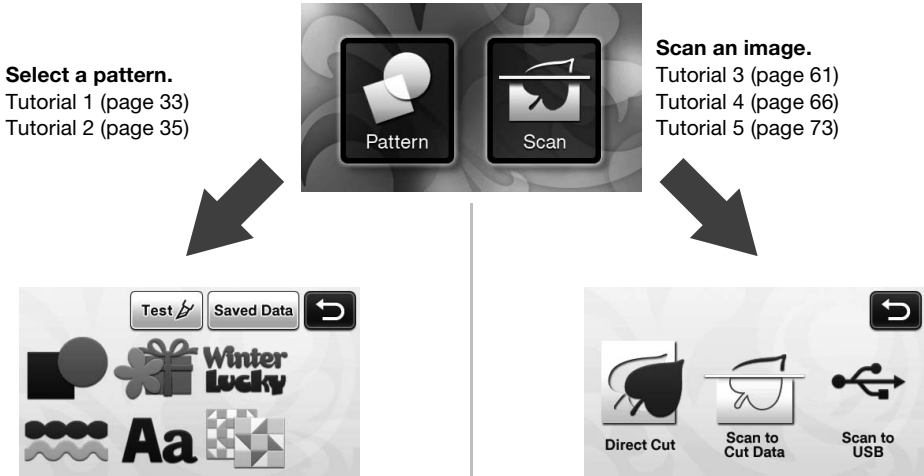 Select a pattern.
Tutorial 1 (page 33)
Tutorial 2 (page 35)
Pattern
Scan
Scan an image.
Tutorial 3 (page 61)
Tutorial 4 (page 66)
Tutorial 5 (page 73)
Test
Saved Data
Winter
Lucky
Aa
Direct Cut
Scan to
Cut Data
Scan to
USB